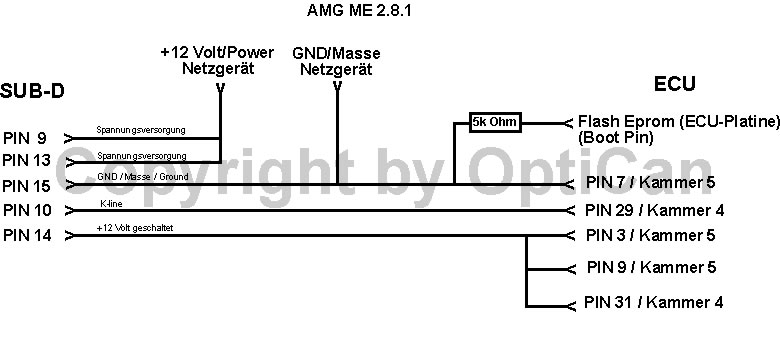 AMG ME 2.8.1
+12 Volt/Power
Netzgerät
GND/Masse
Netzgerät
SUB-D
ECU
5k Ohm
Flash Eprom (ECU-Platine)
(Boot Pin)
PIN 9
Spannungsversorgung
PIN 13
Spannungsversorgung
PIN 15
GND / Masse / Ground
PIN 7 / Kammer 5
PIN 10
K-line
PIN 29 / Kammer 4
PIN 14
+12 Volt geschaltet
PIN 3 / Kammer 5
PIN 9 / Kammer 5
PIN 31 / Kammer 4
Copyright by OptiCan